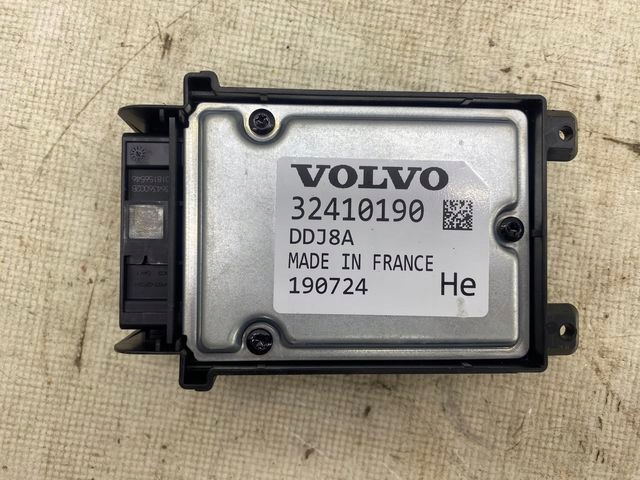 VOLVO
32410190
DDJ8A
MADE IN FRANCE
190724 He